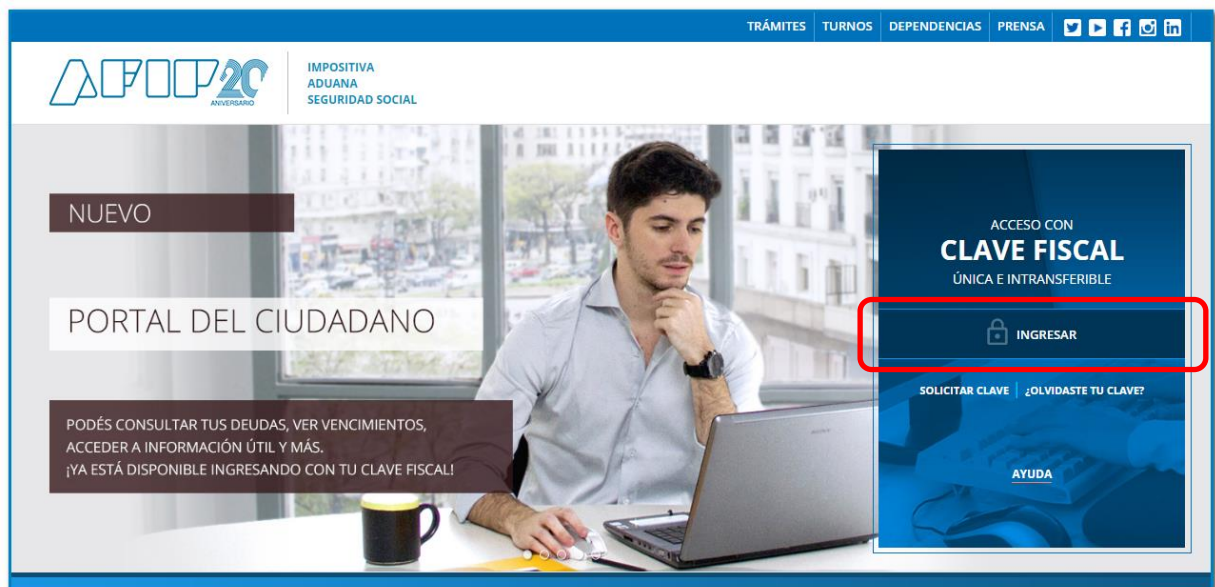 TRÁMITES TURNOS DEPENDENCIAS PRENSA
AFIP 20
ANIVERSARIO
IMPOSITIVA
ADUANA
SEGURIDAD SOCIAL
NUEVO
PORTAL DEL CIUDADANO
PODÉS CONSULTAR TUS DEUDAS, VER VENCIMIENTOS,
ACCEDER A INFORMACIÓN ÚTIL Y MÁS.
¡YA ESTÁ DISPONIBLE INGRESANDO CON TU CLAVE FISCAL!
ACCESO CON
CLAVE FISCAL
ÚNICA E INTRANSFERIBLE
INGRESAR
SOLICITAR CLAVE ¿OLVIDASTE TU CLAVE?
AYUDA